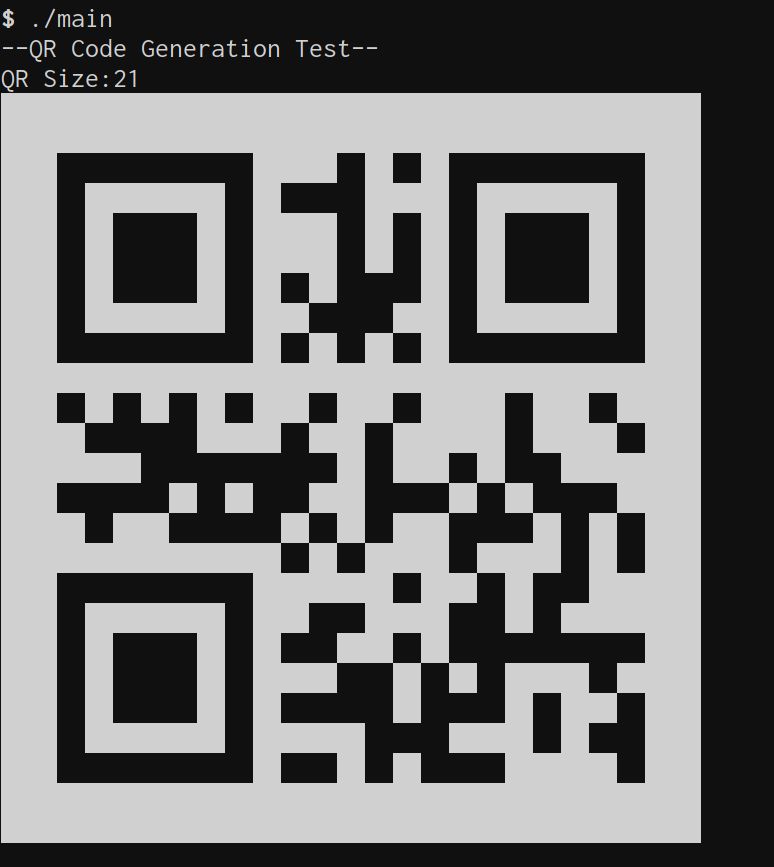 $ ./main
--QR Code Generation Test--
QR Size:21